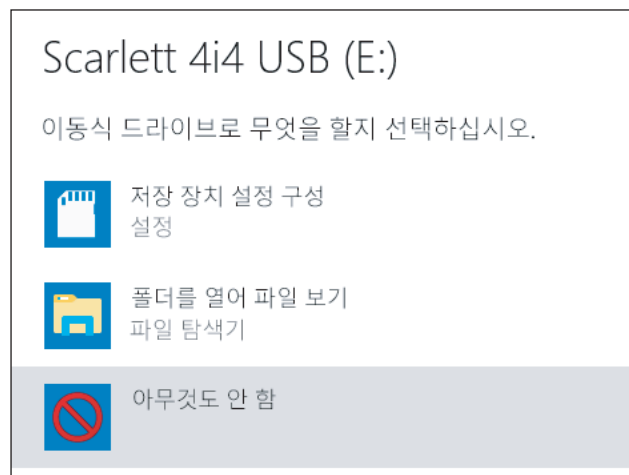 Scarlett 4i4 USB (E:)
이동식 드라이브로 무엇을 할지 선택하십시오.
저장 장치 설정 구성
설정
폴더를 열어 파일 보기
파일 탐색기
아무것도 안 함